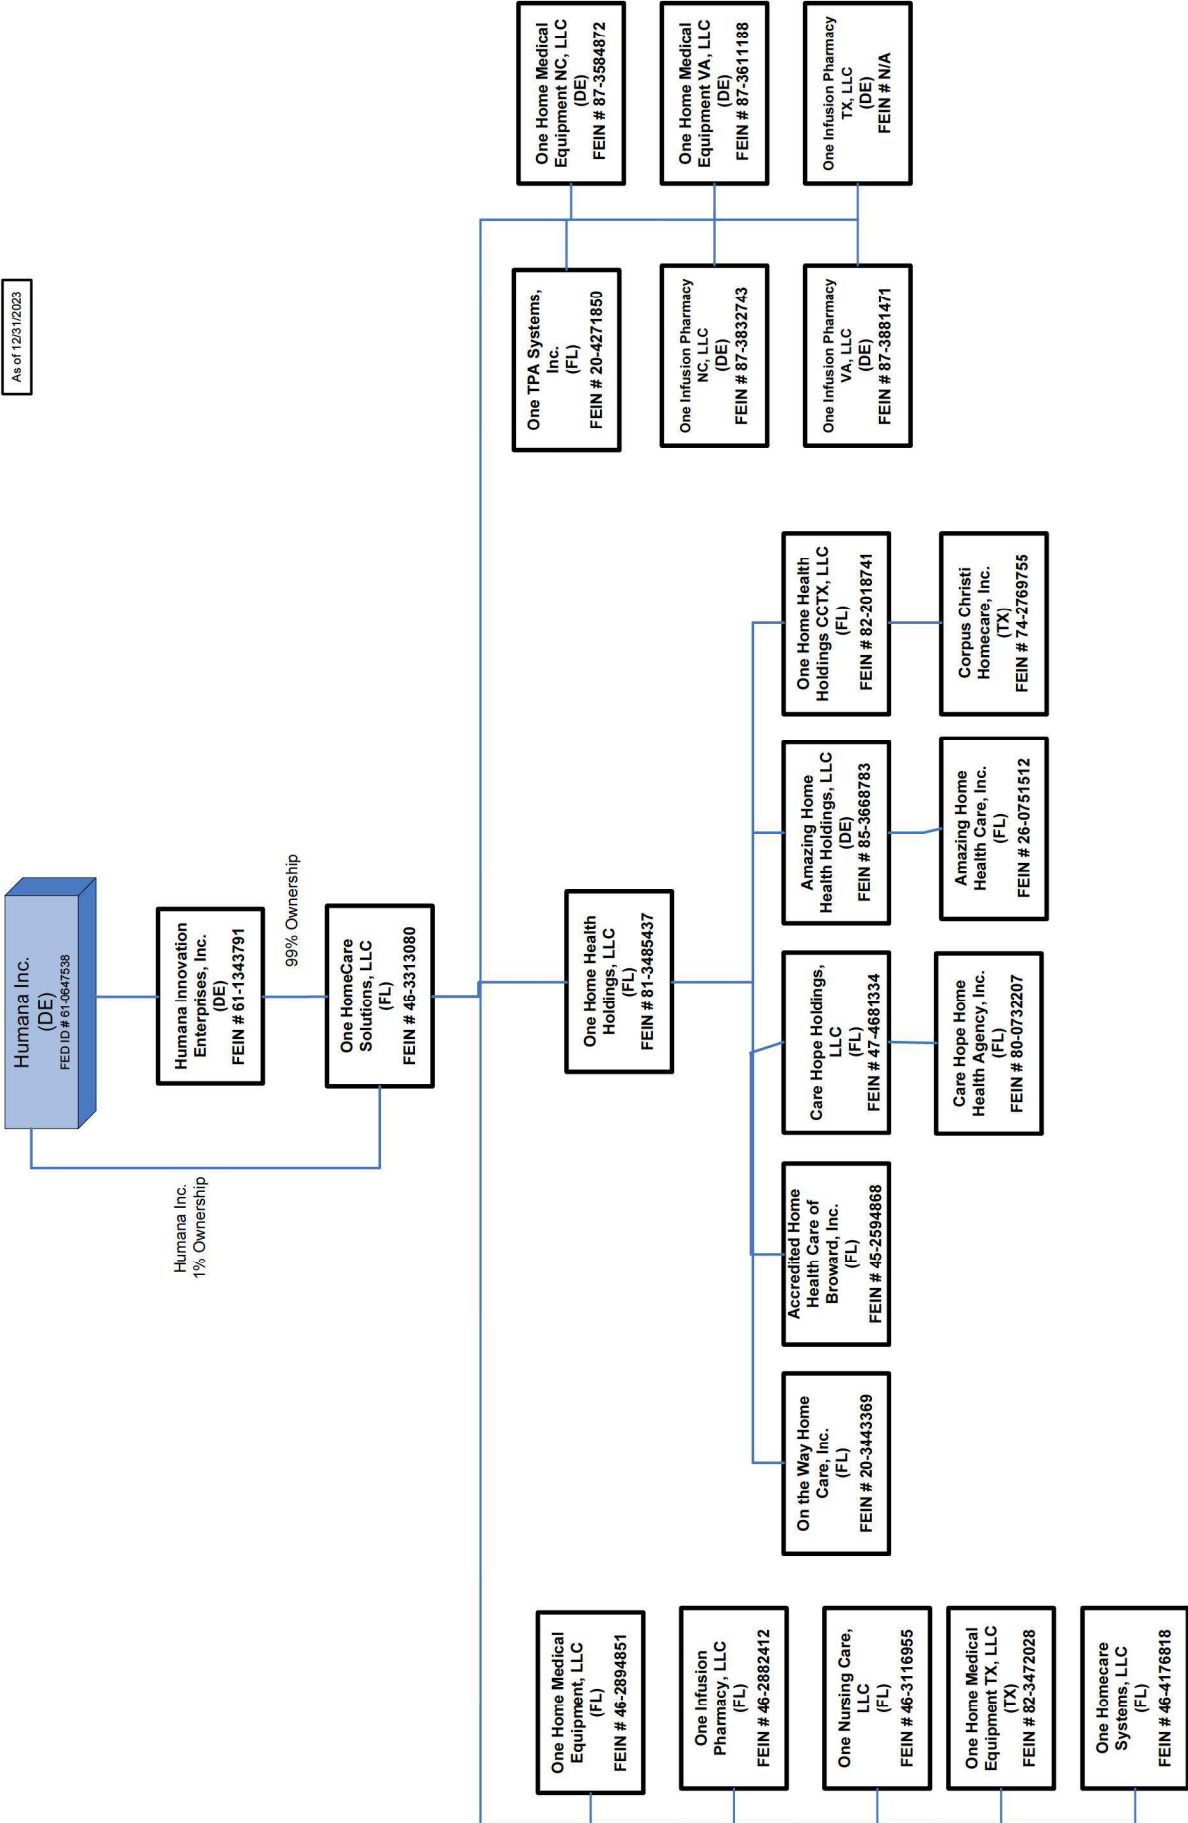 As of 12/31/2023
Humana Inc.
(DE)
FED ID # 61-0647538
Humana Inc.
1% Ownership
Humana Innovation
Enterprises, Inc.
(DE)
FEIN # 61-1343791
99% Ownership
One HomeCare
Solutions, LLC
(FL)
FEIN # 46-3313080
One Home Medical
Equipment, LLC
(FL)
FEIN # 46-2894851
One Infusion
Pharmacy, LLC
(FL)
FEIN # 46-2882412
One Nursing Care,
LLC
(FL)
FEIN # 46-3116955
One Home Medical
Equipment TX, LLC
(TX)
FEIN # 82-3472028
One Homecare
Systems, LLC
(FL)
FEIN # 46-4176818
One Home Health
Holdings, LLC
(FL)
FEIN # 81-3485437
On the Way Home
Care, Inc.
(FL)
FEIN # 20-3443369
Accredited Home
Health Care of
Broward, Inc.
(FL)
FEIN # 45-2594868
Care Hope Holdings,
LLC
(FL)
FEIN # 47-4681334
Care Hope Home
Health Agency, Inc.
(FL)
FEIN # 80-0732207
Amazing Home
Health Holdings, LLC
(DE)
FEIN # 85-3668783
Amazing Home
Health Care, Inc.
(FL)
FEIN # 26-0751512
One Home Health
Holdings CCTX, LLC
(FL)
FEIN # 82-2018741
Corpus Christi
Homecare, Inc.
(TX)
FEIN # 74-2769755
One TPA Systems,
Inc.
(FL)
FEIN # 20-4271850
One Home Medical
Equipment NC, LLC
(DE)
FEIN # 87-3584872
One Infusion Pharmacy
NC, LLC
(DE)
FEIN # 87-3832743
One Home Medical
Equipment VA, LLC
(DE)
FEIN # 87-3611188
One Infusion Pharmacy
VA, LLC
(DE)
FEIN # 87-3881471
One Infusion Pharmacy
TX, LLC
(DE)
FEIN # N/A